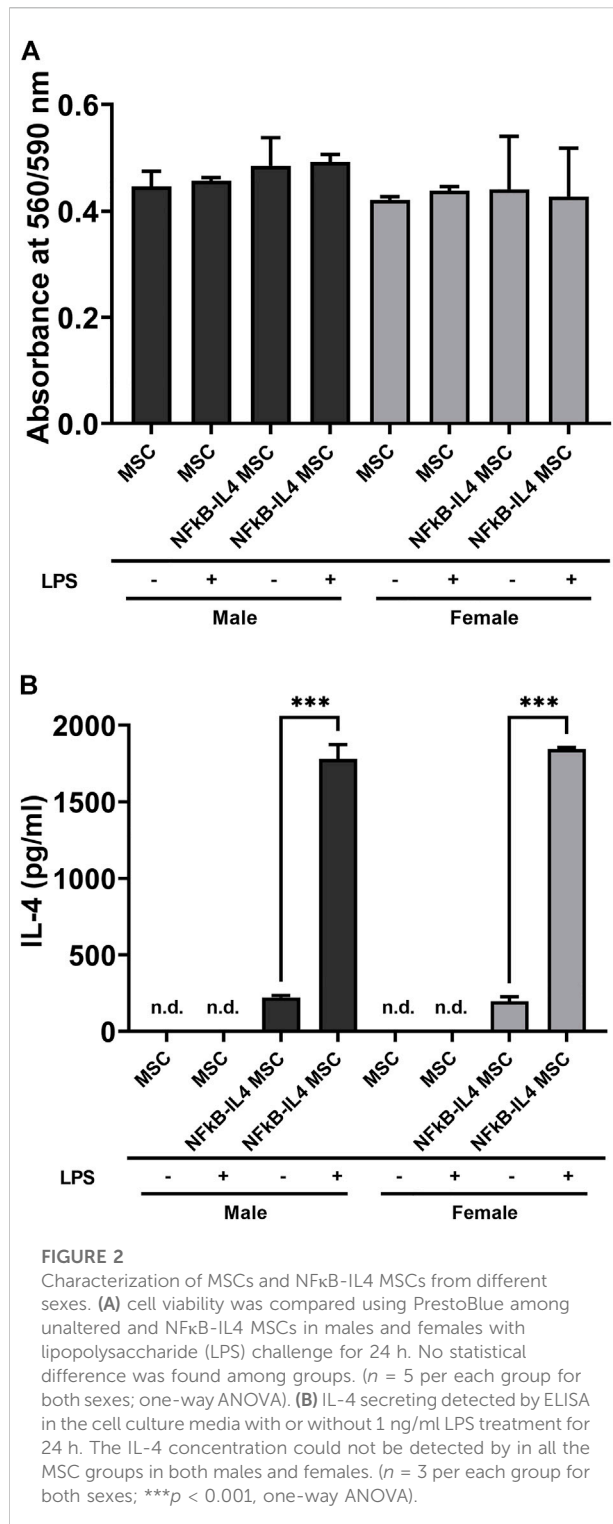 A
Absorbance at 560/590 nm
0.6
0.4
0.2
0.0
MSC
MSC
NFkB-IL4 MSC
NFkB-IL4 MSC
MSC
MSC
NFkB-IL4 MSC
NFkB-IL4 MSC
LPS - + - + - + - +
Male Female
B
*** ***
IL-4 (pg/ml)
2000
1500
1000
500
0
n.d. n.d. n.d. n.d.
MSC
MSC
NFkB-IL4 MSC
NFkB-IL4 MSC
MSC
MSC
NFkB-IL4 MSC
NFkB-IL4 MSC
LPS - + - + - + - +
Male Female
FIGURE 2
Characterization of MSCs and NFκB-IL4 MSCs from different
sexes. (A) cell viability was compared using PrestoBlue among
unaltered and NFκB-IL4 MSCs in males and females with
lipopolysaccharide (LPS) challenge for 24 h. No statistical
difference was found among groups. (n = 5 per each group for
both sexes; one-way ANOVA). (B) IL-4 secreting detected by ELISA
in the cell culture media with or without 1 ng/ml LPS treatment for
24 h. The IL-4 concentration could not be detected by in all the
MSC groups in both males and females. (n = 3 per each group for
both sexes; ***p < 0.001, one-way ANOVA).